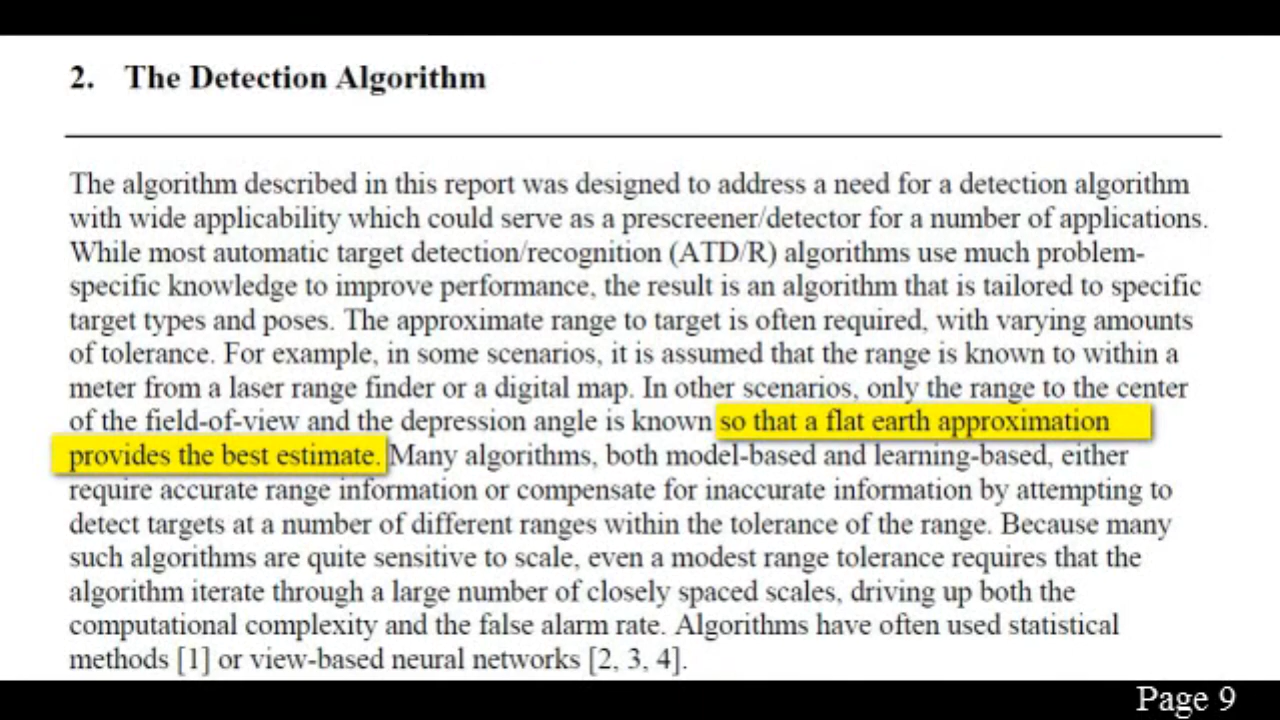 2. The Detection Algorithm
The algorithm described in this report was designed to address a need for a detection algorithm
with wide applicability which could serve as a prescreener/detector for a number of applications.
While most automatic target detection/recognition (ATD/R) algorithms use much problem-
specific knowledge to improve performance, the result is an algorithm that is tailored to specific
target types and poses. The approximate range to target is often required, with varying amounts
of tolerance. For example, in some scenarios, it is assumed that the range is known to within a
meter from a laser range finder or a digital map. In other scenarios, only the range to the center
of the field-of-view and the depression angle is known so that a flat earth approximation
provides the best estimate. Many algorithms, both model-based and learning-based, either
require accurate range information or compensate for inaccurate information by attempting to
detect targets at a number of different ranges within the tolerance of the range. Because many
such algorithms are quite sensitive to scale, even a modest range tolerance requires that the
algorithm iterate through a large number of closely spaced scales, driving up both the
computational complexity and the false alarm rate. Algorithms have often used statistical
methods [1] or view-based neural networks [2, 3, 4].
Page 9